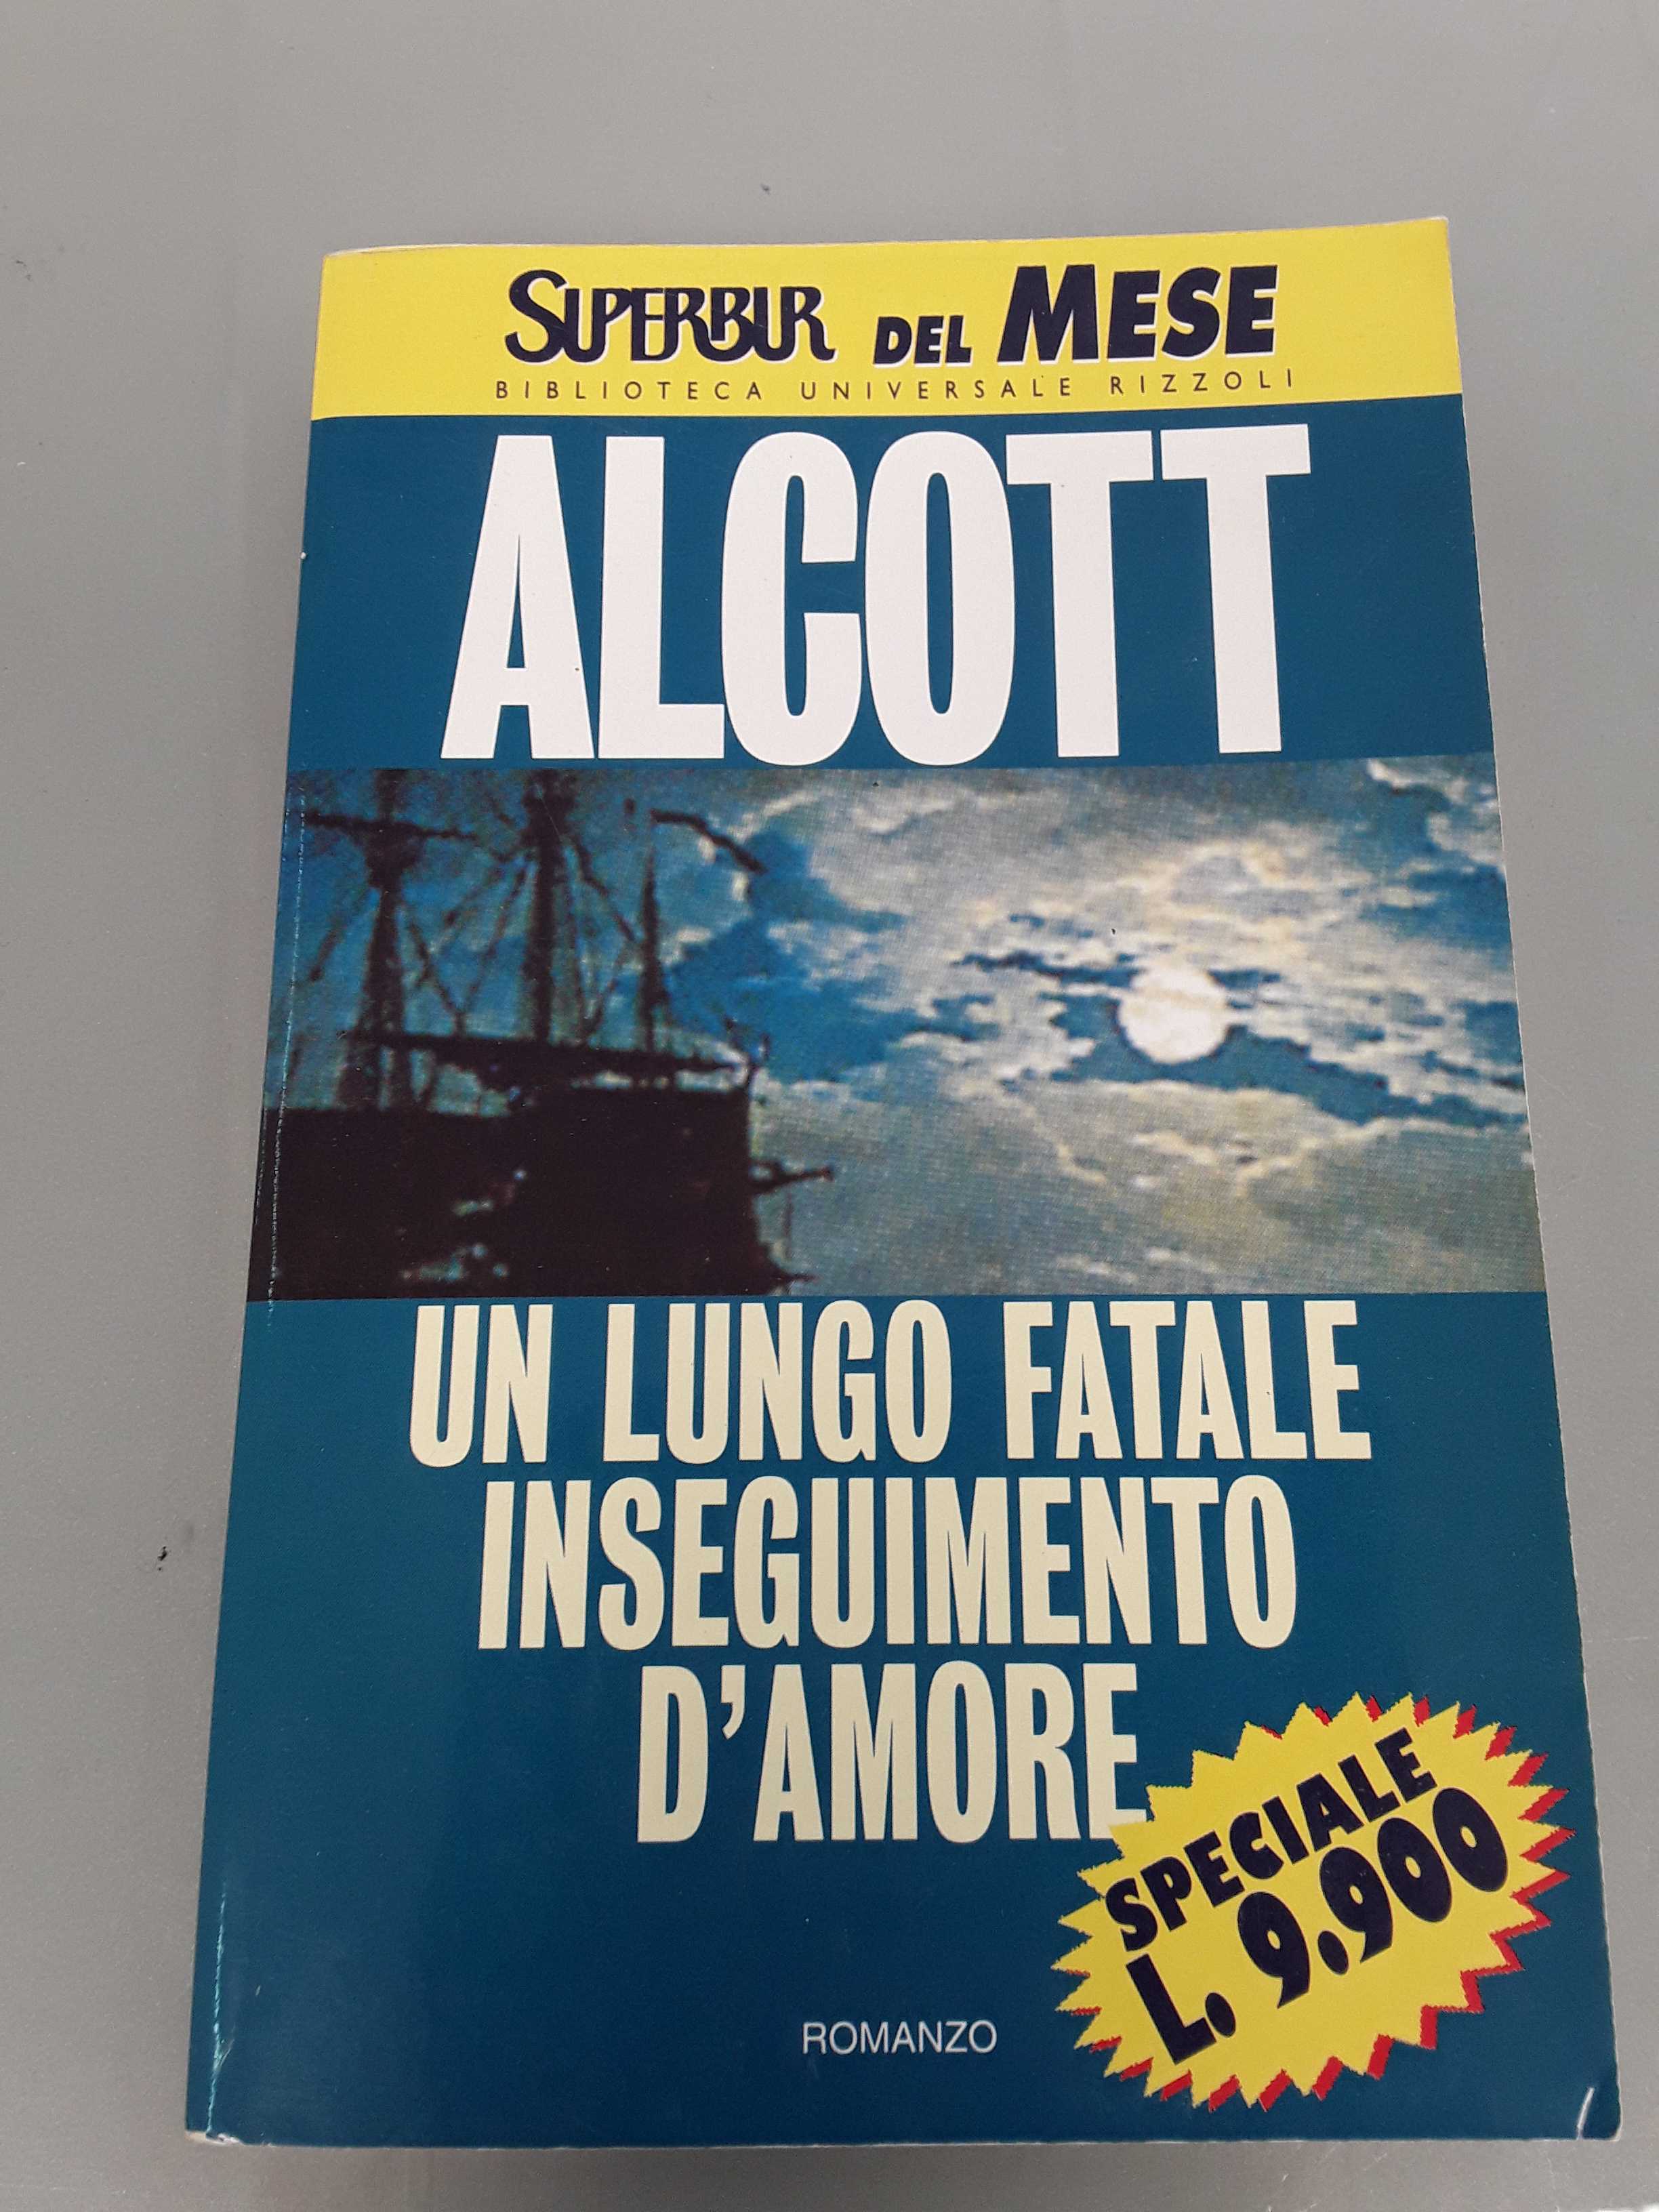 SUPERBUR DEL MESE
BIBLIOTECA UNIVERSALE RIZZOLI
ALCOTT
UN LUNGO FATALE
INSEGUIMENTO
D'AMORE
SPECIALE
L. 9.900
ROMANZO